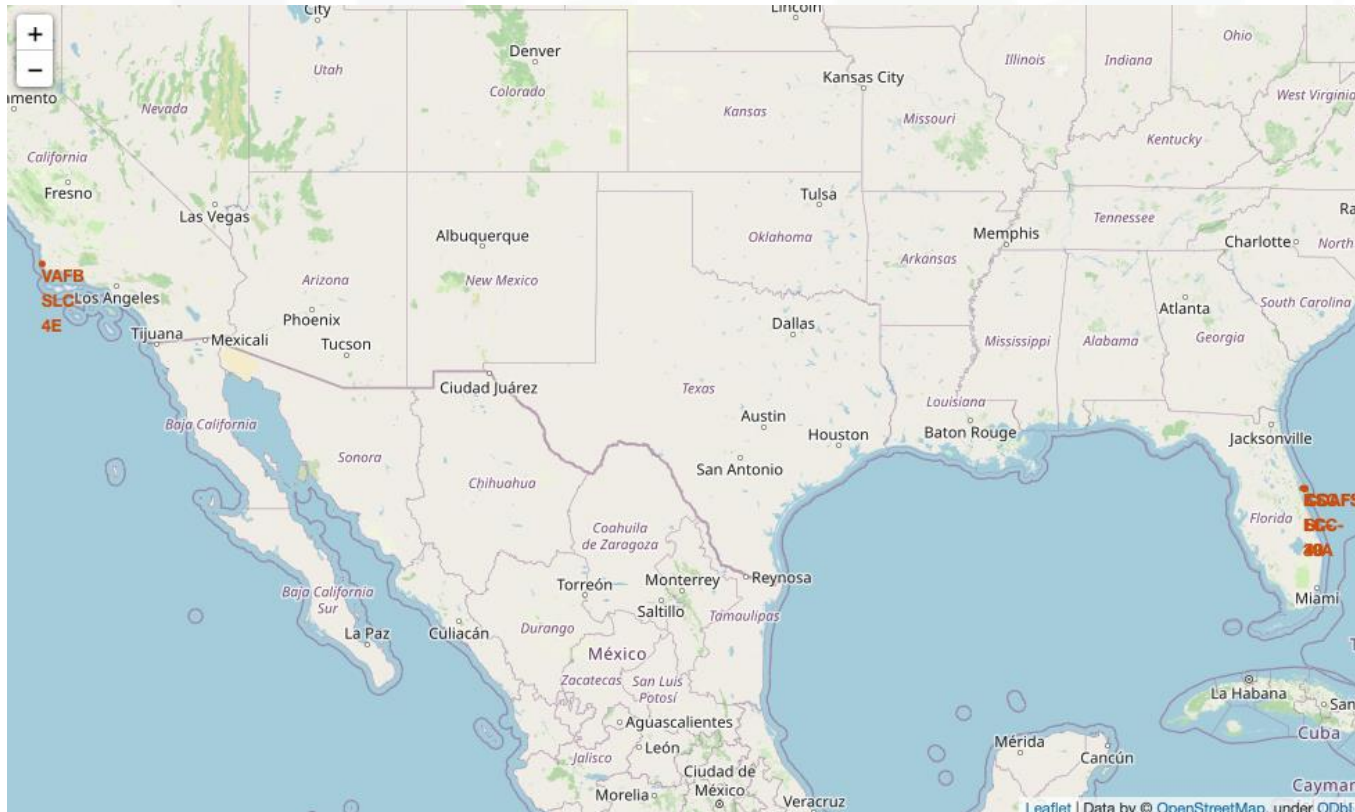 +
−
City
Lincoln
Denver
Utah
Colorado
Kansas City
Illinois
Indiana
Ohio
West Virginia
Nevada
Kansas
Missouri
Kentucky
California
Fresno
Las Vegas
Tulsa
Albuquerque
Oklahoma
Tennessee
Memphis
Charlotte
North
VAFB
SLC-
4E
Los Angeles
Arizona
New Mexico
Arkansas
South Carolina
Phoenix
Atlanta
Tijuana
Mexicali
Tucson
Dallas
Mississippi
Alabama
Georgia
Ciudad Juárez
Texas
Louisiana
Baja California
Austin
Houston
Baton Rouge
Jacksonville
Sonora
Chihuahua
San Antonio
Florida
Coahuila
de Zaragoza
Torreón
Monterrey
Reynosa
Baja California
Sur
Saltillo
Tamaulipas
Miami
La Paz
Culiacán
Durango
México
Zacatecas
San Luis
Potosí
La Habana
San
Aguascalientes
Cuba
León
Mérida
Cancún
Jalisco
Ciudad de
México
Morelia
Veracruz
Cayman
Leaflet | Data by © OpenStreetMap, under ODbL